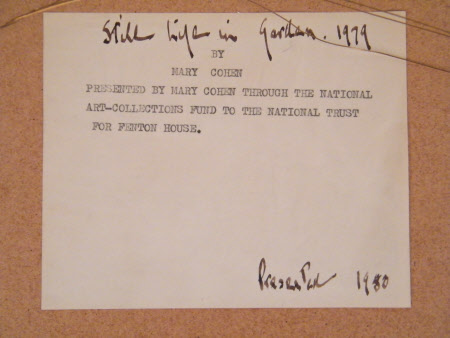 Still Life in Garden. 1979
BY
MARY COHEN
PRESENTED BY MARY COHEN THROUGH THE NATIONAL
ART-COLLECTIONS FUND TO THE NATIONAL TRUST
FOR FENTON HOUSE.
Presented 1980